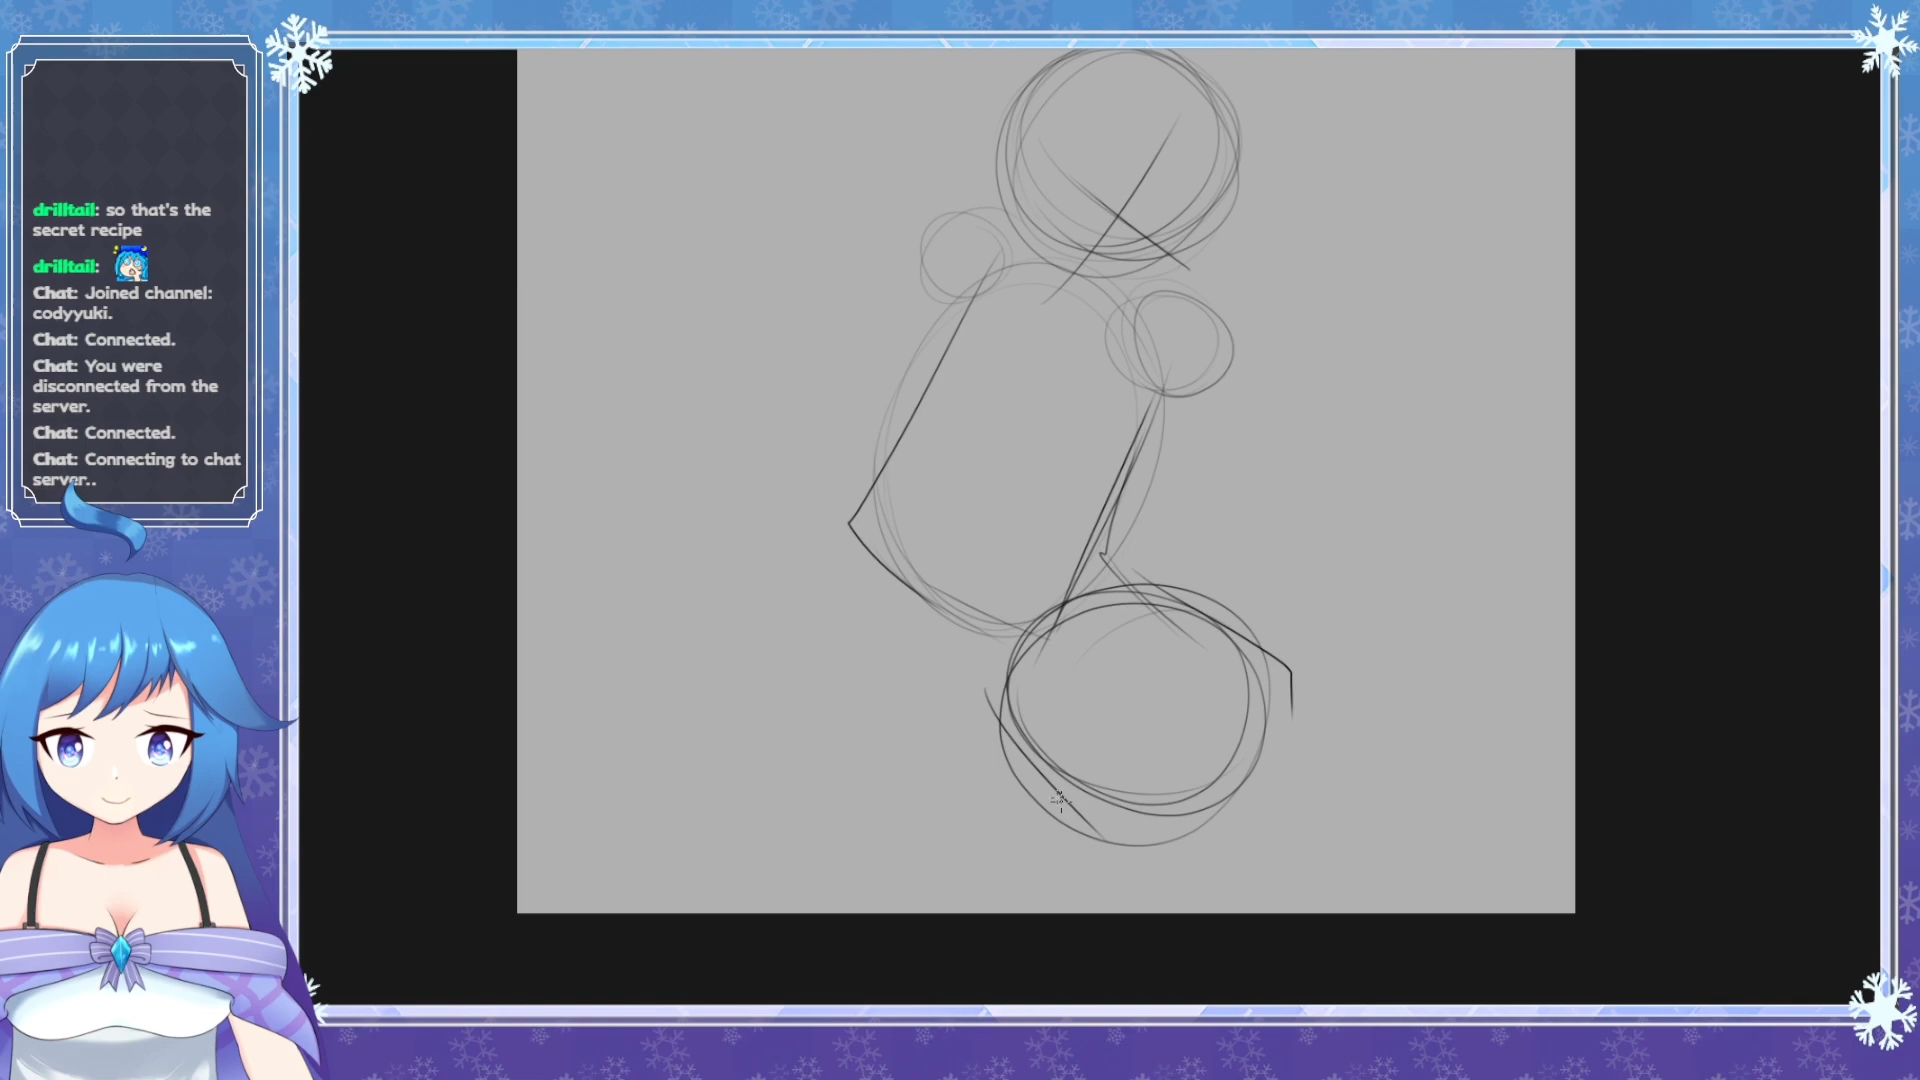 drilltail: so that's the
secret recipe
drilltail:
Chat: Joined channel:
codyyuki.
Chat: Connected.
Chat: You were
disconnected from the
server.
Chat: Connected.
Chat: Connecting to chat
server..